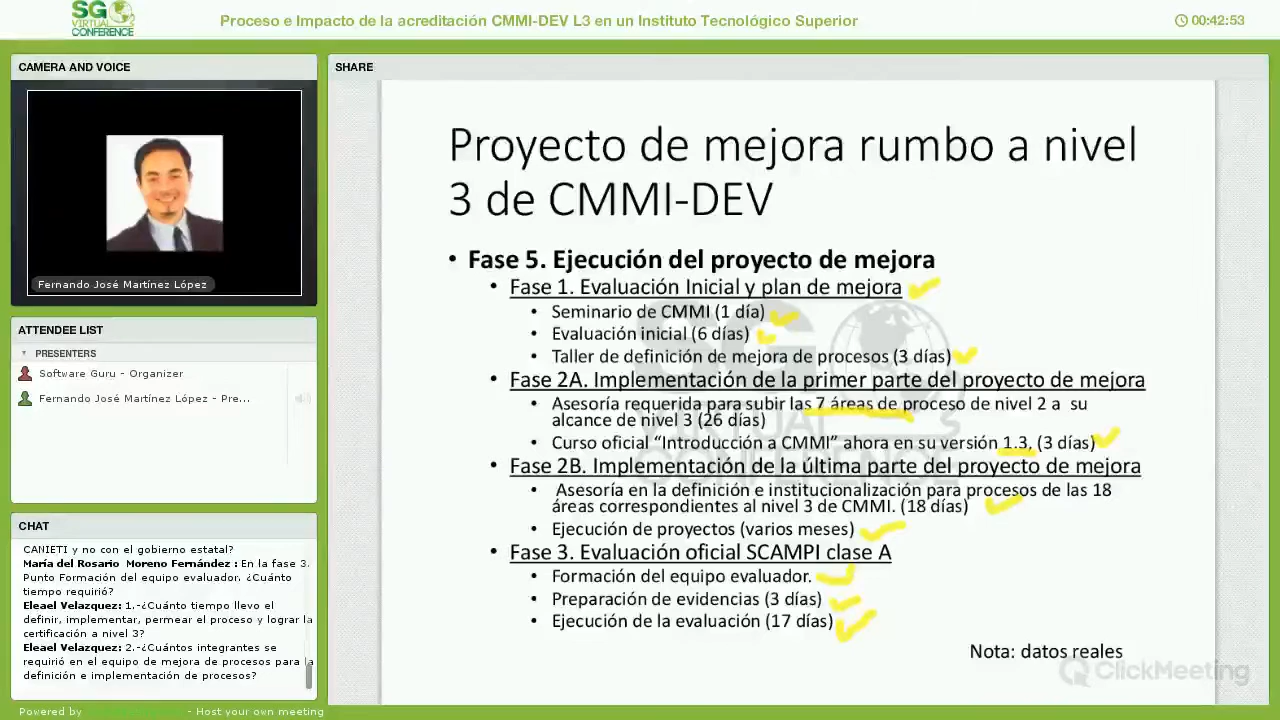 SG
VIRTUAL
CONFERENCE
Proceso e Impacto de la acreditación CMMI-DEV L3 en un Instituto Tecnológico Superior
00:42:53
CAMERA AND VOICE
Fernando José Martínez López
ATTENDEE LIST
PRESENTERS
Software Guru - Organizer
Fernando José Martínez López - Pre...
CHAT
CANIETI y no con el gobierno estatal?
María del Rosario Moreno Fernández : En la fase 3.
Punto Formación del equipo evaluador. ¿Cuánto
tiempo requirió?
Eleael Velazquez: 1.-¿Cuánto tiempo llevo el
definir, implementar, permear el proceso y lograr la
certificación a nivel 3?
Eleael Velazquez: 2.-¿Cuántos integrantes se
requirió en el equipo de mejora de procesos para la
definición e implementación de procesos?
SHARE
Proyecto de mejora rumbo a nivel
3 de CMMI-DEV
• Fase 5. Ejecución del proyecto de mejora
• Fase 1. Evaluación Inicial y plan de mejora
• Seminario de CMMI (1 día)
• Evaluación inicial (6 días)
• Taller de definición de mejora de procesos (3 días)
• Fase 2A. Implementación de la primer parte del proyecto de mejora
• Asesoría requerida para subir las 7 áreas de proceso de nivel 2 a su
alcance de nivel 3 (26 días)
• Curso oficial “Introducción a CMMI” ahora en su versión 1.3, (3 días)
• Fase 2B. Implementación de la última parte del proyecto de mejora
• Asesoría en la definición e institucionalización para procesos de las 18
áreas correspondientes al nivel 3 de CMMI. (18 días)
• Ejecución de proyectos (varios meses)
• Fase 3. Evaluación oficial SCAMPI clase A
• Formación del equipo evaluador.
• Preparación de evidencias (3 días)
• Ejecución de la evaluación (17 días)
Nota: datos reales
SG
VIRTUAL
CONFERENCE
ClickMeeting
Powered by - Host your own meeting